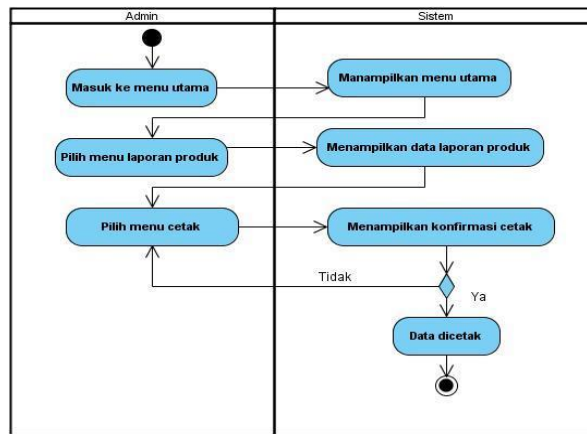 Admin
Sistem
Masuk ke menu utama
Manampilkan menu utama
Pilih menu laporan produk
Menampilkan data laporan produk
Pilih menu cetak
Menampilkan konfirmasi cetak
Tidak
Ya
Data dicetak